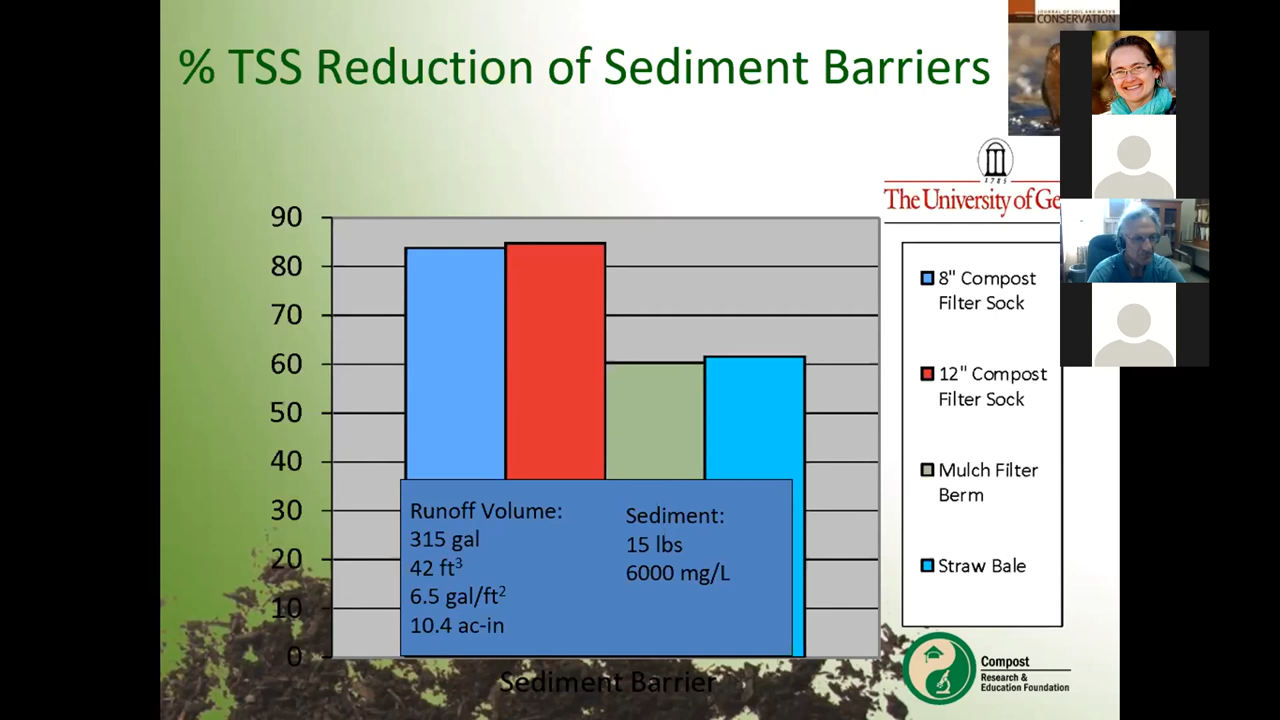 % TSS Reduction of Sediment Barriers
JOURNAL OF SOIL AND WATER
CONSERVATION
1785
The University of Ge
90
80
70
60
50
40
30
20
10
0
8" Compost
Filter Sock
12" Compost
Filter Sock
Mulch Filter
Berm
Straw Bale
Runoff Volume:
315 gal
42 ft³
6.5 gal/ft²
10.4 ac-in
Sediment:
15 lbs
6000 mg/L
Sediment Barrier
Compost
Research &
Education Foundation